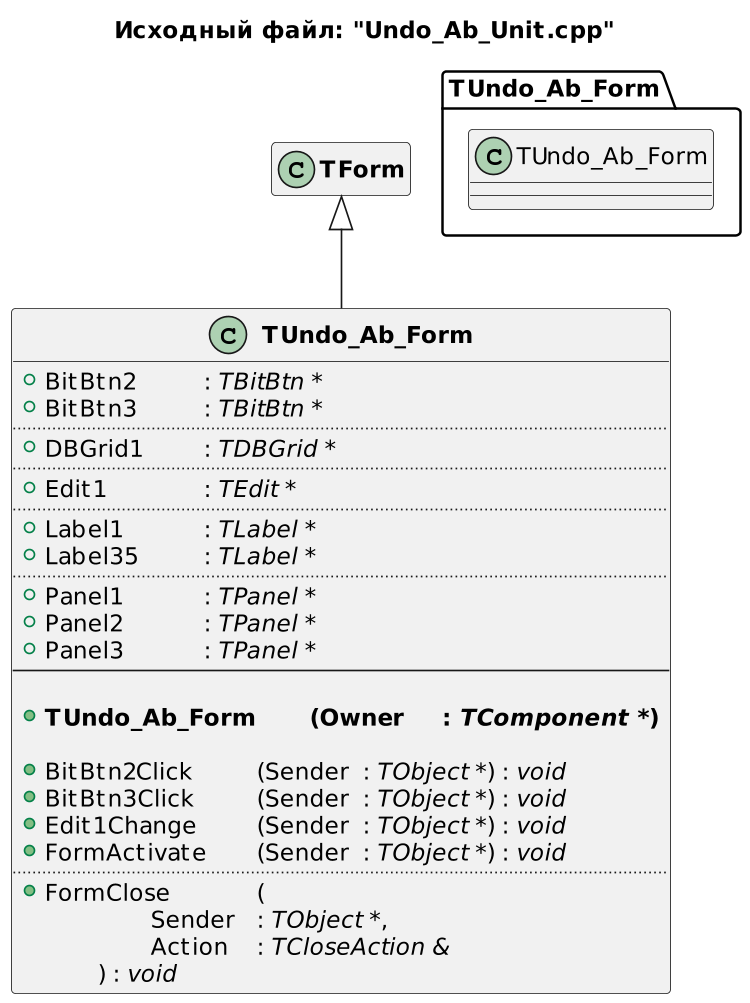 Исходный файл: "Undo_Ab_Unit.cpp"
TUndo_Ab_Form
C TUndo_Ab_Form
C TForm
C TUndo_Ab_Form
BitBtn2 : TBitBtn *
BitBtn3 : TBitBtn *
DBGrid1 : TDBGrid *
Edit1 : TEdit *
Label1 : TLabel *
Label35 : TLabel *
Panel1 : TPanel *
Panel2 : TPanel *
Panel3 : TPanel *
TUndo_Ab_Form (Owner : TComponent *)
BitBtn2Click (Sender : TObject *) : void
BitBtn3Click (Sender : TObject *) : void
Edit1Change (Sender : TObject *) : void
FormActivate (Sender : TObject *) : void
FormClose (
Sender : TObject *,
Action : TCloseAction &
) : void